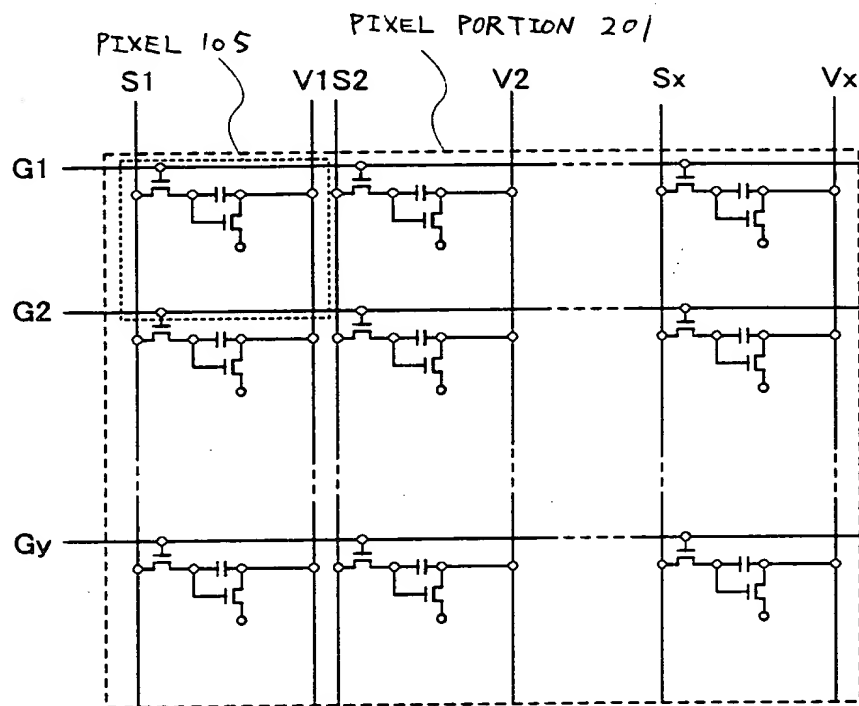 PIXEL 105
PIXEL PORTION 201
S1 V1 S2 V2 Sx Vx
G1
G2
Gy